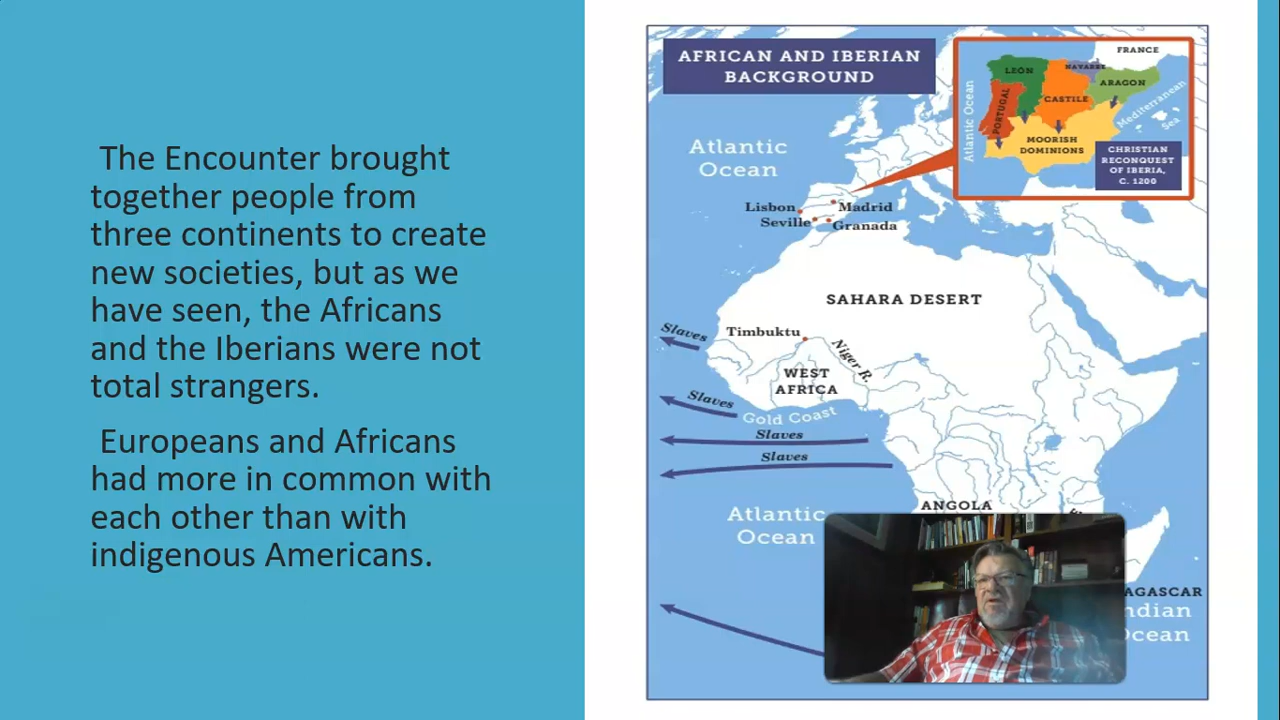 The Encounter brought
together people from
three continents to create
new societies, but as we
have seen, the Africans
and the Iberians were not
total strangers.
Europeans and Africans
had more in common with
each other than with
indigenous Americans.
AFRICAN AND IBERIAN
BACKGROUND
FRANCE
LEÓN
NAVARRE
ARAGON
CASTILE
PORTUGAL
Atlantic Ocean
Mediterranean
Sea
MOORISH
DOMINIONS
CHRISTIAN
RECONQUEST
OF IBERIA,
C. 1200
Atlantic
Ocean
Lisbon
Madrid
Seville
Granada
SAHARA DESERT
Timbuktu
Niger R.
Slaves
WEST
AFRICA
Slaves
Gold Coast
Slaves
Slaves
ANGOLA
Atlantic
Ocean
AGASCAR
ndian
Ocean